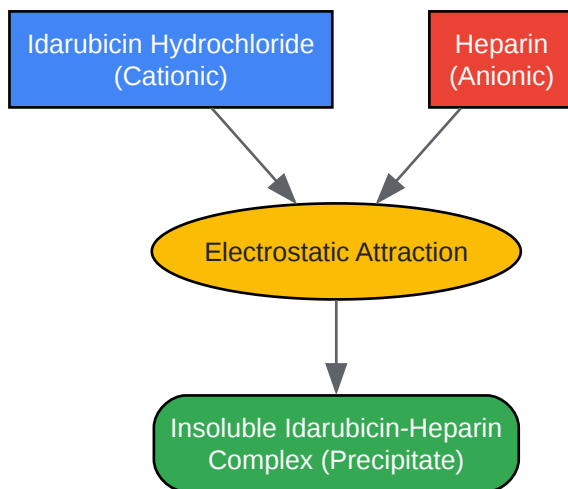 Idarubicin Hydrochloride
(Cationic)
Heparin
(Anionic)
Electrostatic Attraction
Insoluble Idarubicin-Heparin
Complex (Precipitate)